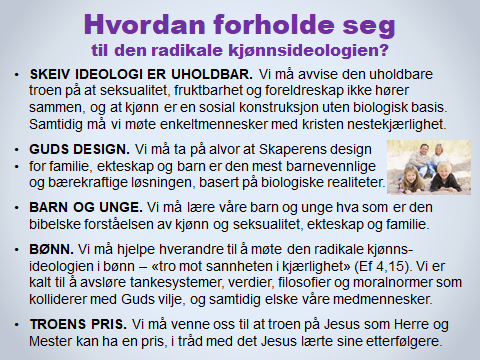 Hvordan forholde seg
til den radikale kjønnsideologien?
• SKEIV IDEOLOGI ER UHOLDBAR. Vi må avvise den uholdbare
troen på at seksualitet, fruktbarhet og foreldreskap ikke hører
sammen, og at kjønn er en sosial konstruksjon uten biologisk basis.
Samtidig må vi møte enkeltmennesker med kristen nestekjærlighet.
• GUDS DESIGN. Vi må ta på alvor at Skaperens design
• for familie, ekteskap og barn er den mest barnevennlige
og bærekraftige løsningen, basert på biologiske realiteter.
• BARN OG UNGE. Vi må lære våre barn og unge hva som er den
bibelske forståelsen av kjønn og seksualitet, ekteskap og familie.
• BØNN. Vi må hjelpe hverandre til å møte den radikale kjønns-
ideologien i bønn – «tro mot sannheten i kjærlighet» (Ef 4,15). Vi er
kalt til å avsløre tankesystemer, verdier, filosofier og moralnormer som
kolliderer med Guds vilje, og samtidig elske våre medmennesker.
• TROENS PRIS. Vi må venne oss til at troen på Jesus som Herre og
Mester kan ha en pris, i tråd med det Jesus lærte sine etterfølgere.